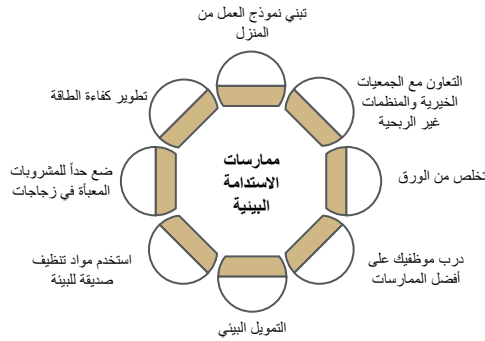 تبني نموذج العمل من
المنزل
التعاون مع الجمعيات
الخيرية والمنظمات
غير الربحية
تخلص من الورق
درب موظفيك على
أفضل الممارسات
التمويل البيئي
استخدم مواد تنظيف
صديقة للبيئة
ضع حداً للمشروبات
المعبأة في زجاجات
تطوير كفاءة الطاقة
ممارسات
الاستدامة
البيئية